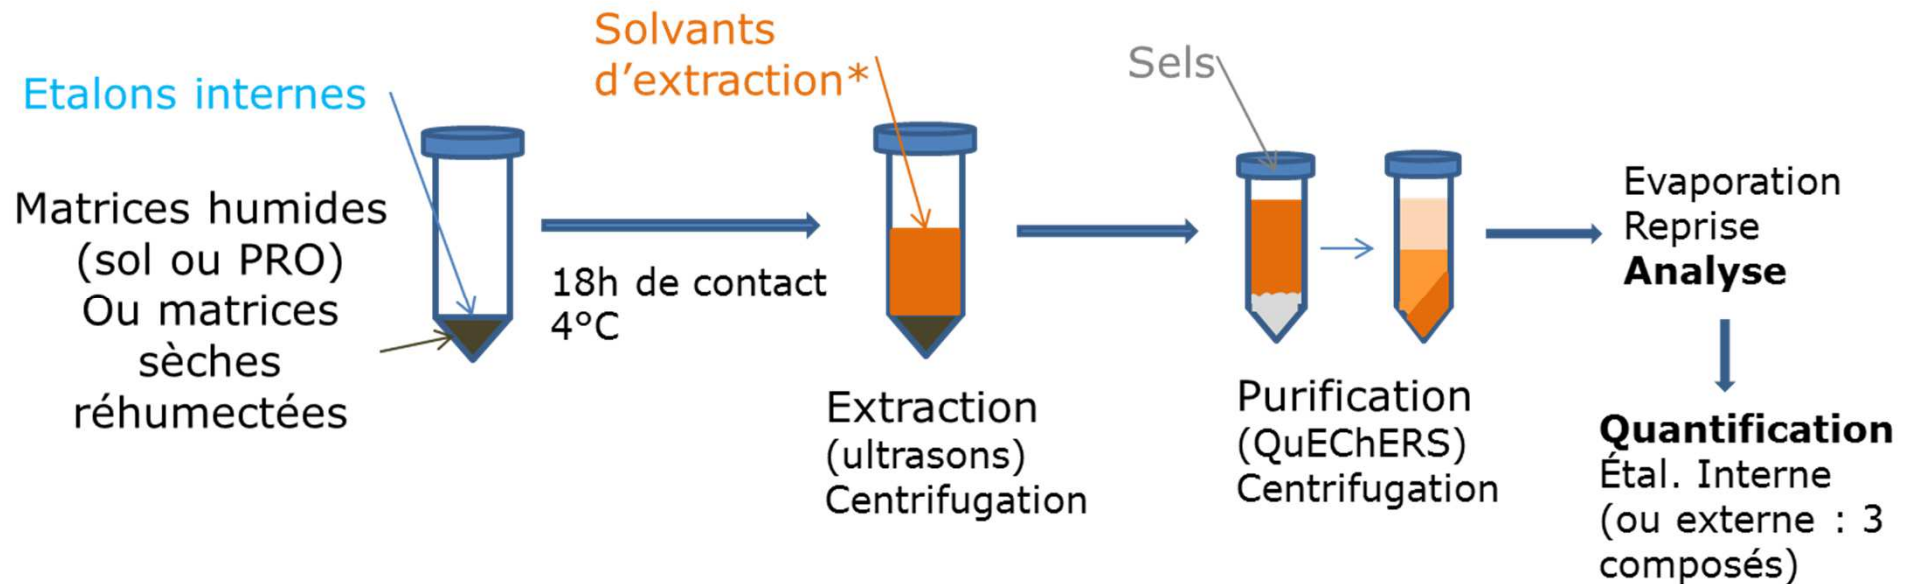 Etalons internes
Matrices humides
(sol ou PRO)
Ou matrices
sèches
réhumectées
18h de contact
4°C
Solvants
d'extraction*
Extraction
(ultrasons)
Centrifugation
Sels
Purification
(QuEChERS)
Centrifugation
Evaporation
Reprise
Analyse
Quantification
Étal. Interne
(ou externe : 3
composés)